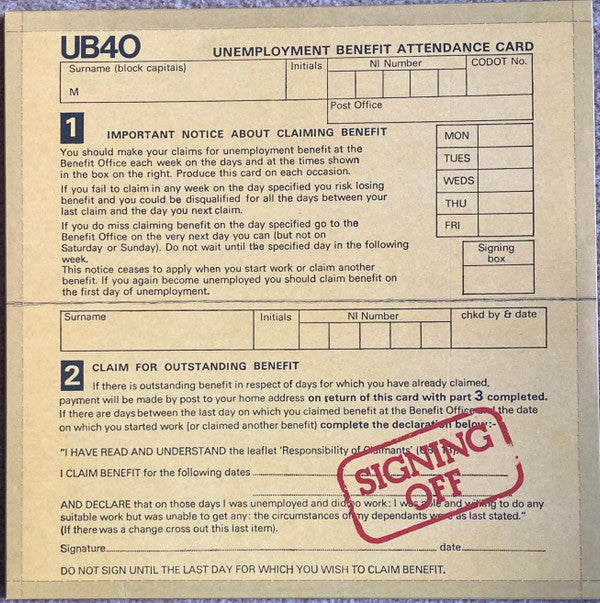 UB40
UNEMPLOYMENT BENEFIT ATTENDANCE CARD
Surname (block capitals) Initials NI Number CODOT No.
M
Post Office
1 IMPORTANT NOTICE ABOUT CLAIMING BENEFIT
You should make your claims for unemployment benefit at the
Benefit Office each week on the days and at the times shown
in the box on the right. Produce this card on each occasion.
If you fail to claim in any week on the day specified you risk losing
benefit and you could be disqualified for all the days between your
last claim and the day you next claim.
If you do miss claiming benefit on the day specified go to the
Benefit Office on the very next day you can (but not on
Saturday or Sunday). Do not wait until the specified day in the following
week.
This notice ceases to apply when you start work or claim another
benefit. If you again become unemployed you should claim benefit on
the first day of unemployment.
MON
TUES
WEDS
THU
FRI
Signing
box
Surname Initials NI Number chkd by & date
2 CLAIM FOR OUTSTANDING BENEFIT
If there is outstanding benefit in respect of days for which you have already claimed,
payment will be made by post to your home address on return of this card with part 3 completed.
If there are days between the last day on which you claimed benefit at the Benefit Office and the date
on which you started work (or claimed another benefit) complete the declaration below:-
"I HAVE READ AND UNDERSTAND the leaflet 'Responsibility of Claimants'
I CLAIM BENEFIT for the following dates
AND DECLARE that on those days I was unemployed and did no work: I was able and willing to do any
suitable work but was unable to get any: the circumstances of my dependants were as last stated."
(If there was a change cross out this last item).
Signature date
DO NOT SIGN UNTIL THE LAST DAY FOR WHICH YOU WISH TO CLAIM BENEFIT.
SIGNING
OFF